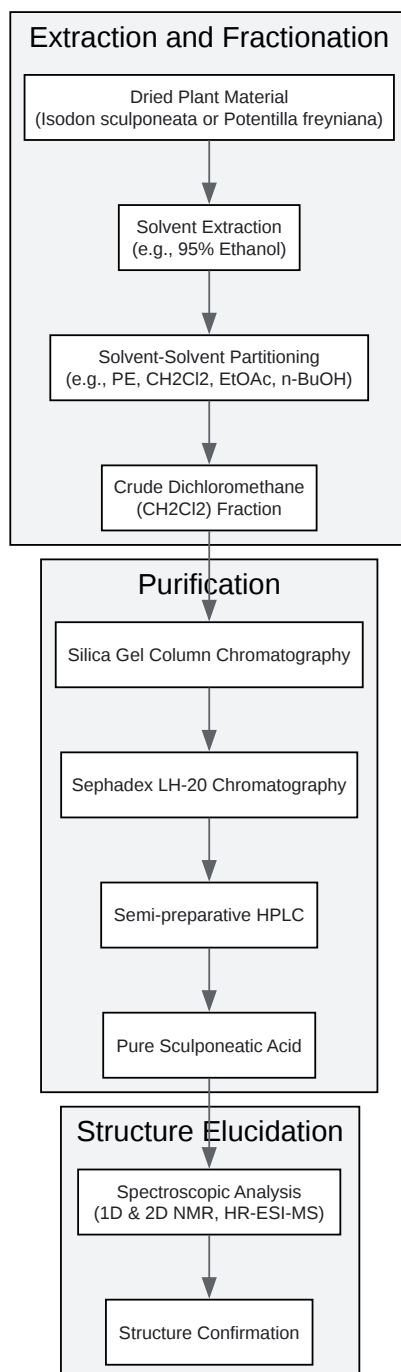 Extraction and Fractionation
Dried Plant Material
(Isodon sculponeata or Potentilla freyniana)
Solvent Extraction
(e.g., 95% Ethanol)
Solvent-Solvent Partitioning
(e.g., PE, CH2Cl2, EtOAc, n-BuOH)
Crude Dichloromethane
(CH2Cl2) Fraction
Purification
Silica Gel Column Chromatography
Sephadex LH-20 Chromatography
Semi-preparative HPLC
Pure Sculponeatic Acid
Structure Elucidation
Spectroscopic Analysis
(1D & 2D NMR, HR-ESI-MS)
Structure Confirmation